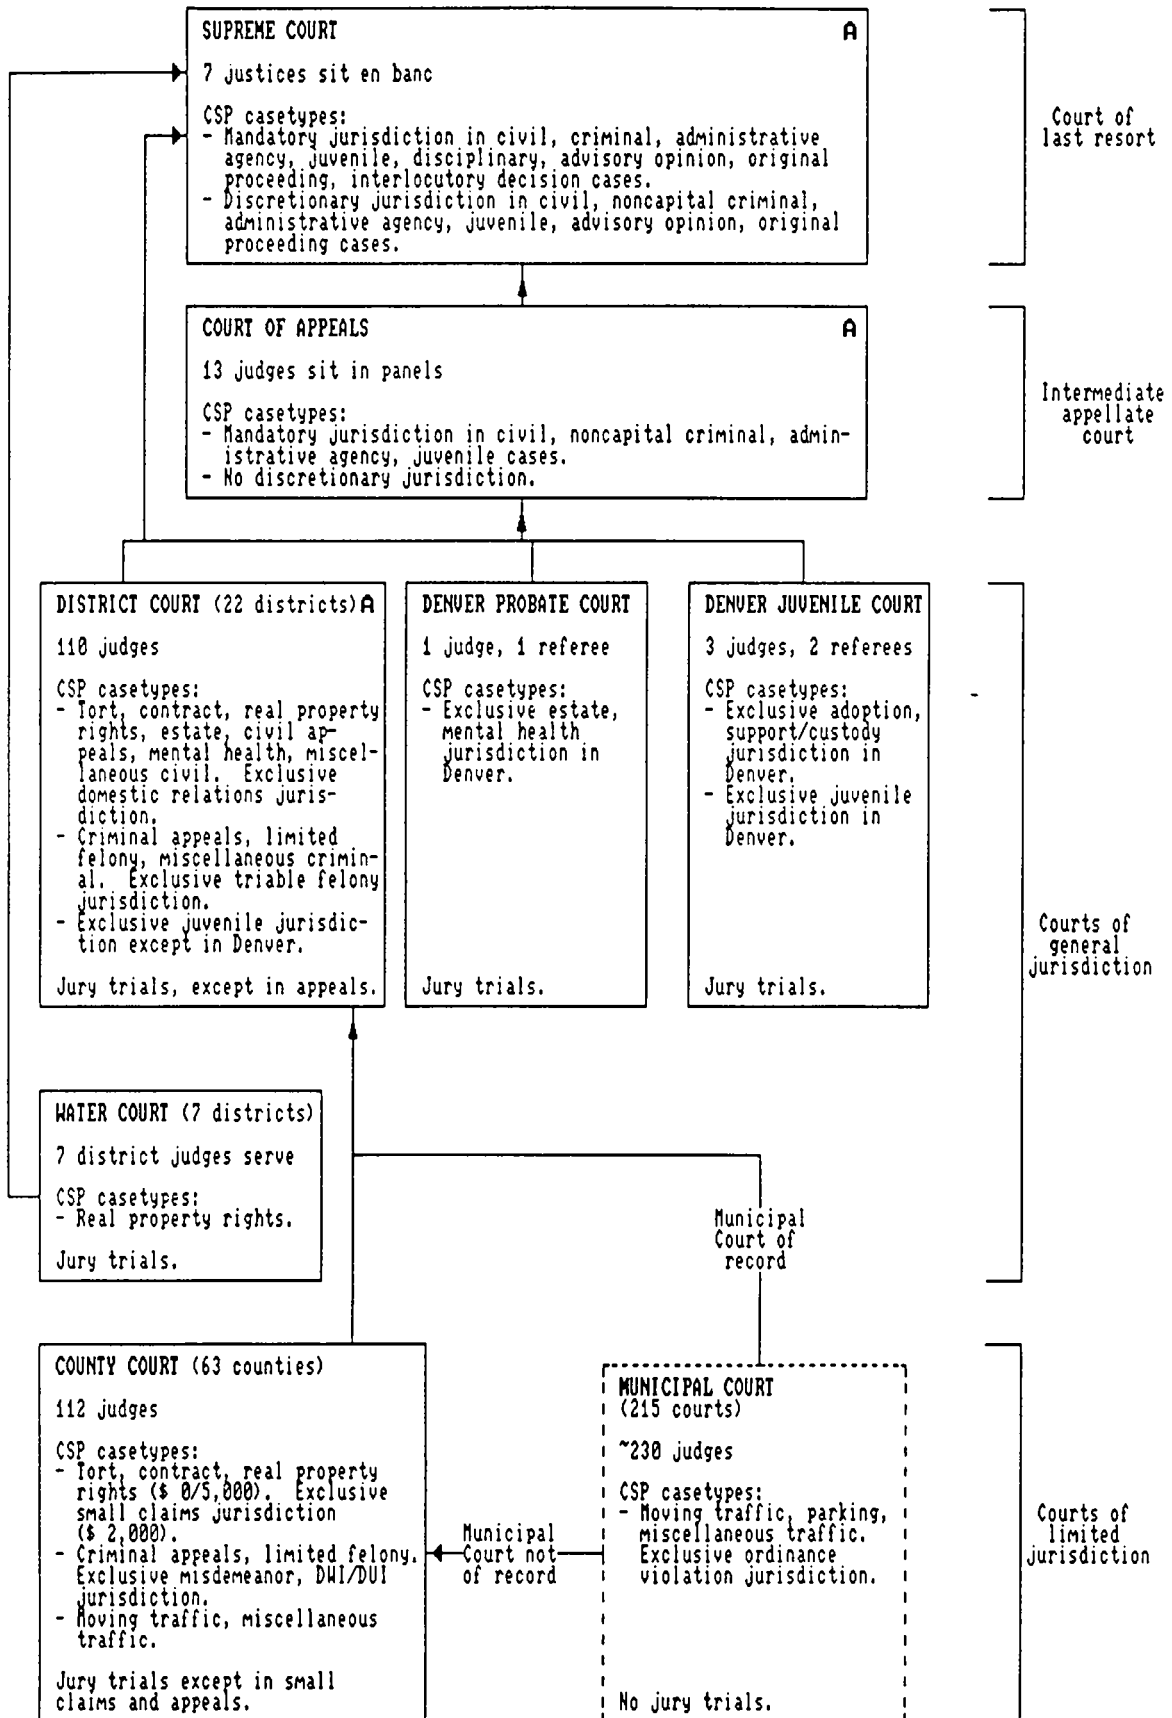 SUPREME COURT A
7 justices sit en banc
CSP casetypes:
- Mandatory jurisdiction in civil, criminal, administrative
agency, juvenile, disciplinary, advisory opinion, original
proceeding, interlocutory decision cases.
- Discretionary jurisdiction in civil, noncapital criminal,
administrative agency, juvenile, advisory opinion, original
proceeding cases.
Court of
last resort
COURT OF APPEALS A
13 judges sit in panels
CSP casetypes:
- Mandatory jurisdiction in civil, noncapital criminal, admin-
istrative agency, juvenile cases.
- No discretionary jurisdiction.
Intermediate
appellate
court
DISTRICT COURT (22 districts) A
110 judges
CSP casetypes:
- Tort, contract, real property
rights, estate, civil ap-
peals, mental health, miscel-
laneous civil. Exclusive
domestic relations juris-
diction.
- Criminal appeals, limited
felony, miscellaneous crimin-
al. Exclusive triable felony
jurisdiction.
- Exclusive juvenile jurisdic-
tion except in Denver.
Jury trials, except in appeals.
DENVER PROBATE COURT
1 judge, 1 referee
CSP casetypes:
- Exclusive estate,
mental health
jurisdiction in
Denver.
Jury trials.
DENVER JUVENILE COURT
3 judges, 2 referees
CSP casetypes:
- Exclusive adoption,
support/custody
jurisdiction in
Denver.
- Exclusive juvenile
jurisdiction in
Denver.
Jury trials.
Courts of
general
jurisdiction
WATER COURT (7 districts)
7 district judges serve
CSP casetypes:
- Real property rights.
Jury trials.
Municipal
Court of
record
COUNTY COURT (63 counties)
112 judges
CSP casetypes:
- Tort, contract, real property
rights ($ 0/5,000). Exclusive
small claims jurisdiction
($ 2,000).
- Criminal appeals, limited felony.
Exclusive misdemeanor, DWI/DUI
jurisdiction.
- Moving traffic, miscellaneous
traffic.
Jury trials except in small
claims and appeals.
Municipal
Court not
of record
MUNICIPAL COURT
(215 courts)
~230 judges
CSP casetypes:
- Moving traffic, parking,
miscellaneous traffic.
Exclusive ordinance
violation jurisdiction.
No jury trials.
Courts of
limited
jurisdiction